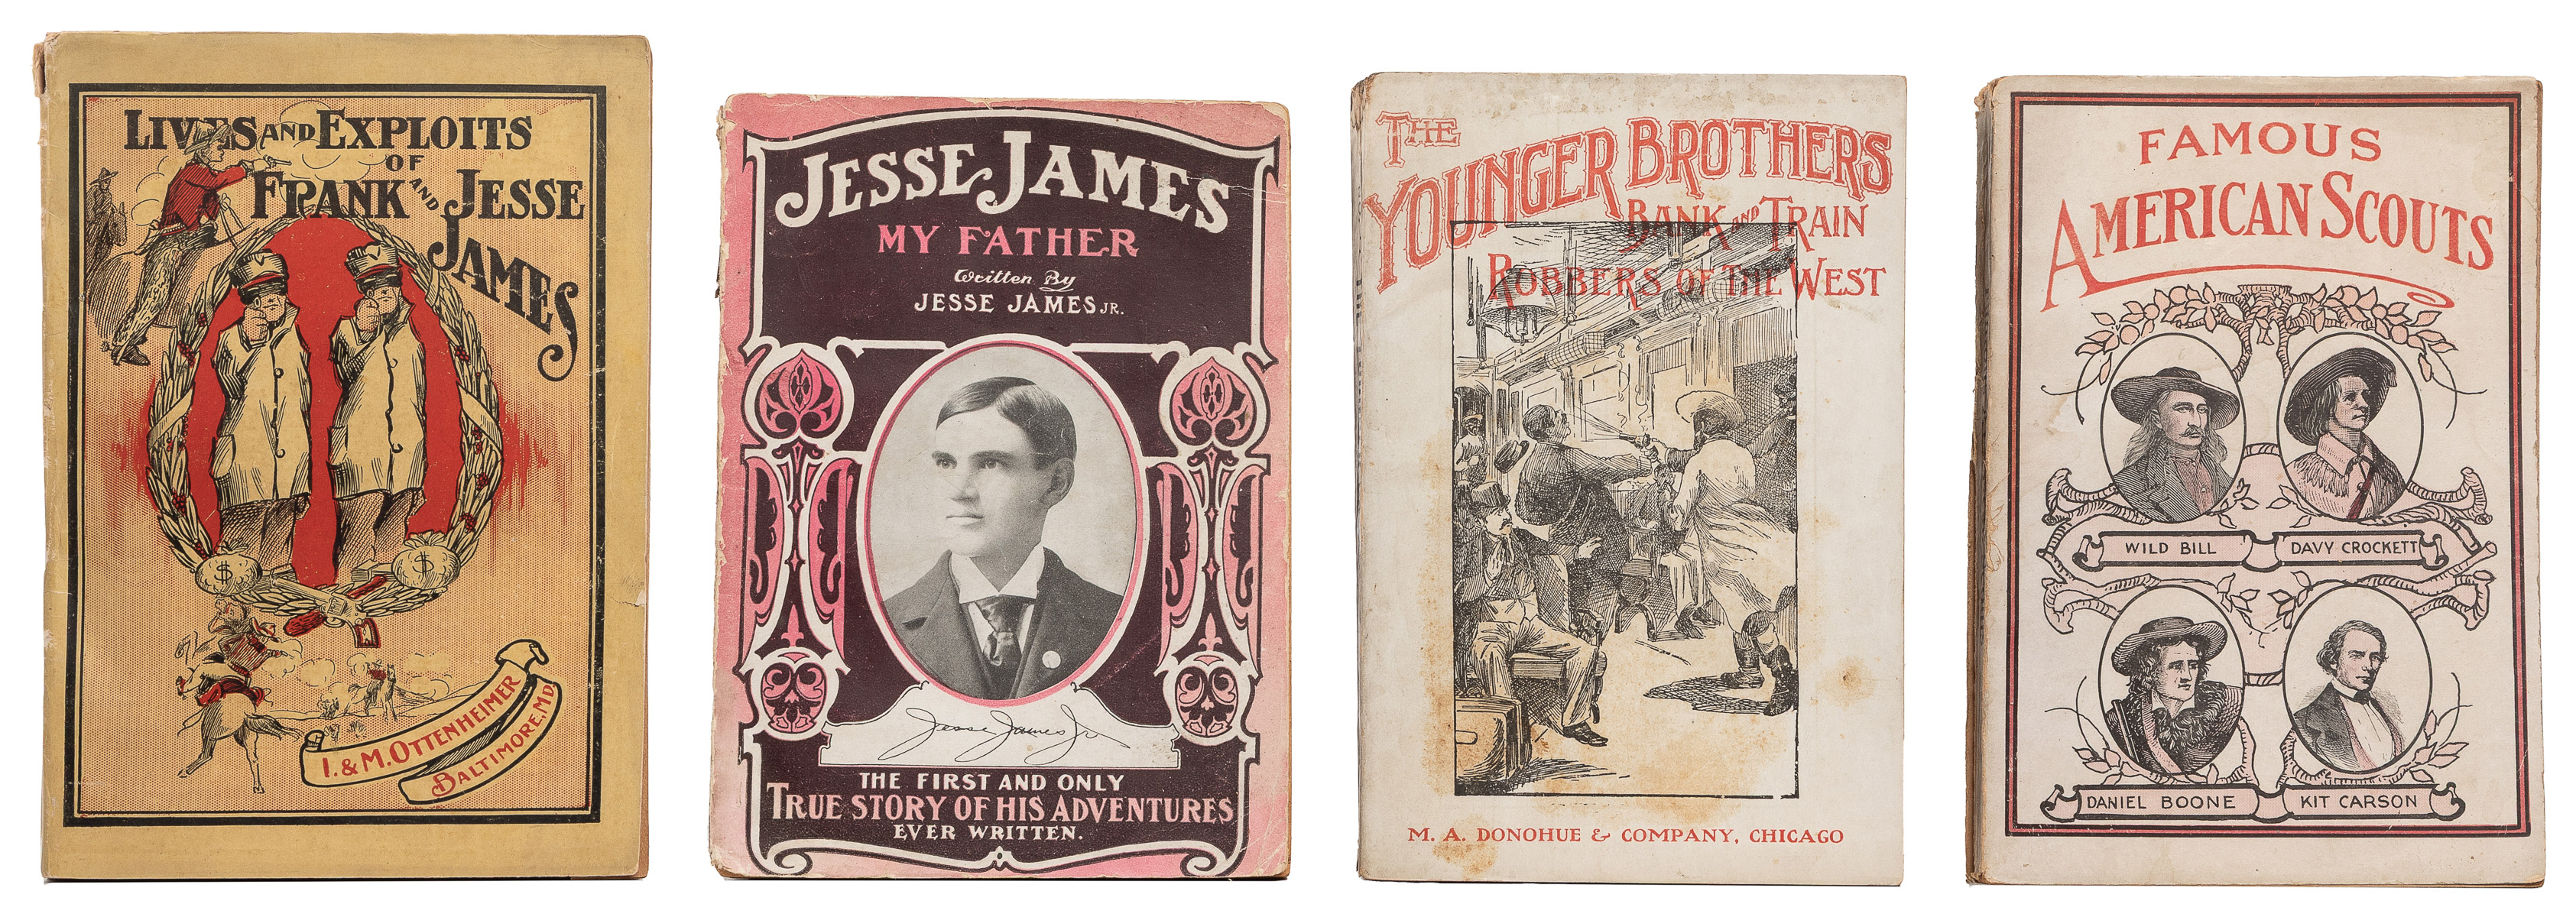 LIVES AND EXPLOITS
OF
FRANK AND JESSE
JAMES
$ $
I. & M. OTTENHEIMER
BALTIMORE, MD.
JESSE JAMES
MY FATHER
Written By
JESSE JAMES JR.
Jesse James Jr
THE FIRST AND ONLY
TRUE STORY OF HIS ADVENTURES
EVER WRITTEN.
THE
YOUNGER BROTHERS
BANK AND TRAIN
ROBBERS OF THE WEST
M. A. DONOHUE & COMPANY, CHICAGO
FAMOUS
AMERICAN SCOUTS
WILD BILL
DAVY CROCKETT
DANIEL BOONE
KIT CARSON